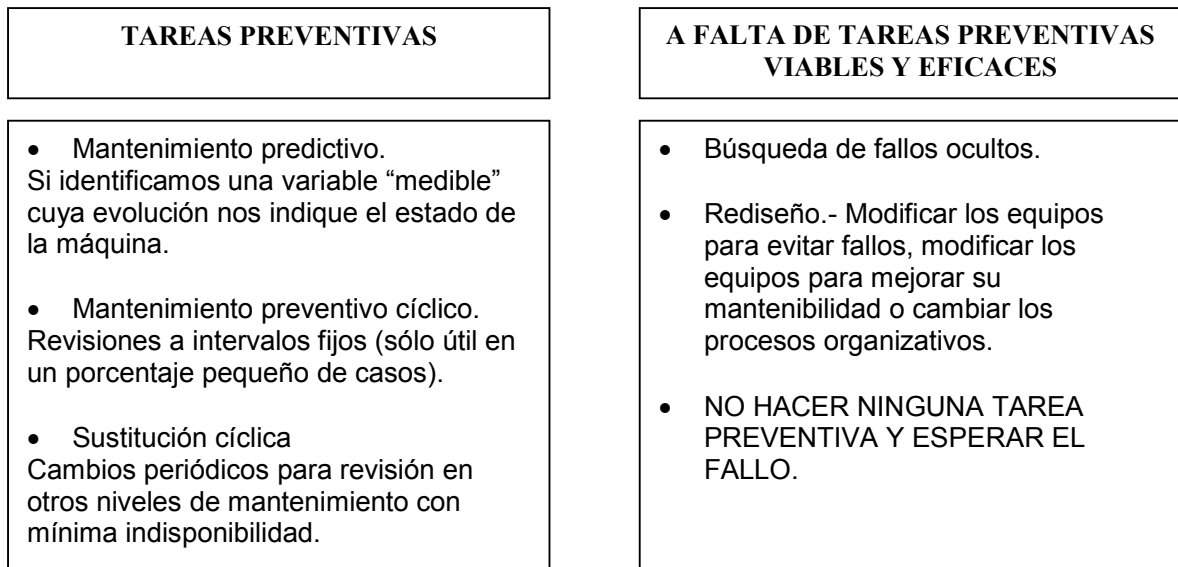 TAREAS PREVENTIVAS
• Mantenimiento predictivo.
Si identificamos una variable “medible”
cuya evolución nos indique el estado de
la máquina.
• Mantenimiento preventivo cíclico.
Revisiones a intervalos fijos (sólo útil en
un porcentaje pequeño de casos).
• Sustitución cíclica
Cambios periódicos para revisión en
otros niveles de mantenimiento con
mínima indisponibilidad.
A FALTA DE TAREAS PREVENTIVAS
VIABLES Y EFICACES
• Búsqueda de fallos ocultos.
• Rediseño.- Modificar los equipos
para evitar fallos, modificar los
equipos para mejorar su
mantenibilidad o cambiar los
procesos organizativos.
• NO HACER NINGUNA TAREA
PREVENTIVA Y ESPERAR EL
FALLO.